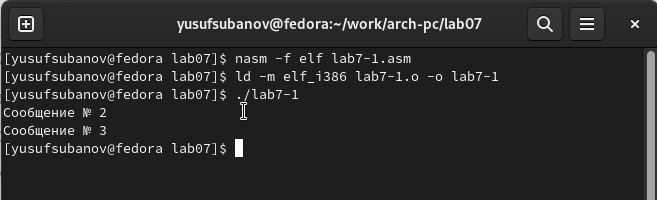 yusufsubanov@fedora:~/work/arch-pc/lab07
[yusufsubanov@fedora lab07]$ nasm -f elf lab7-1.asm
[yusufsubanov@fedora lab07]$ ld -m elf_i386 lab7-1.o -o lab7-1
[yusufsubanov@fedora lab07]$ ./lab7-1
Сообщение № 2
Сообщение № 3
[yusufsubanov@fedora lab07]$